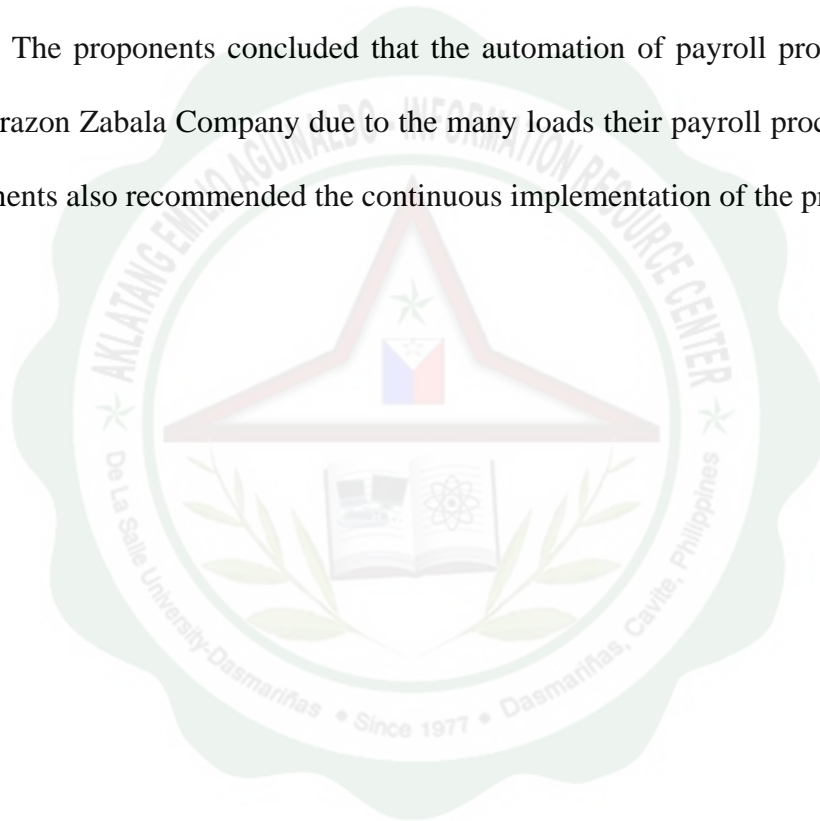 The proponents concluded that the automation of payroll pro
razon Zabala Company due to the many loads their payroll proc
nents also recommended the continuous implementation of the pr
AKLATANG EMILIO AGUINALDO - INFORMATION RESOURCE CENTER
De La Salle University-Dasmariñas • Since 1977 • Dasmariñas, Cavite, Philippines